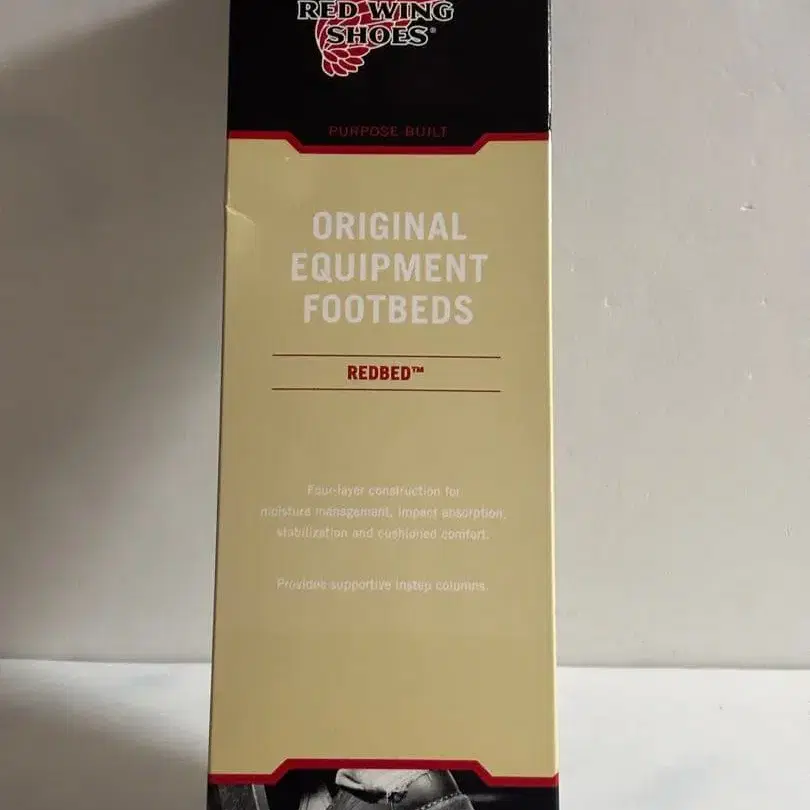 RED WING
SHOES®
PURPOSE-BUILT
ORIGINAL
EQUIPMENT
FOOTBEDS
REDBED™
Four-layer construction for
moisture management, impact absorption,
stabilization and cushioned comfort.
Provides supportive instep columns.